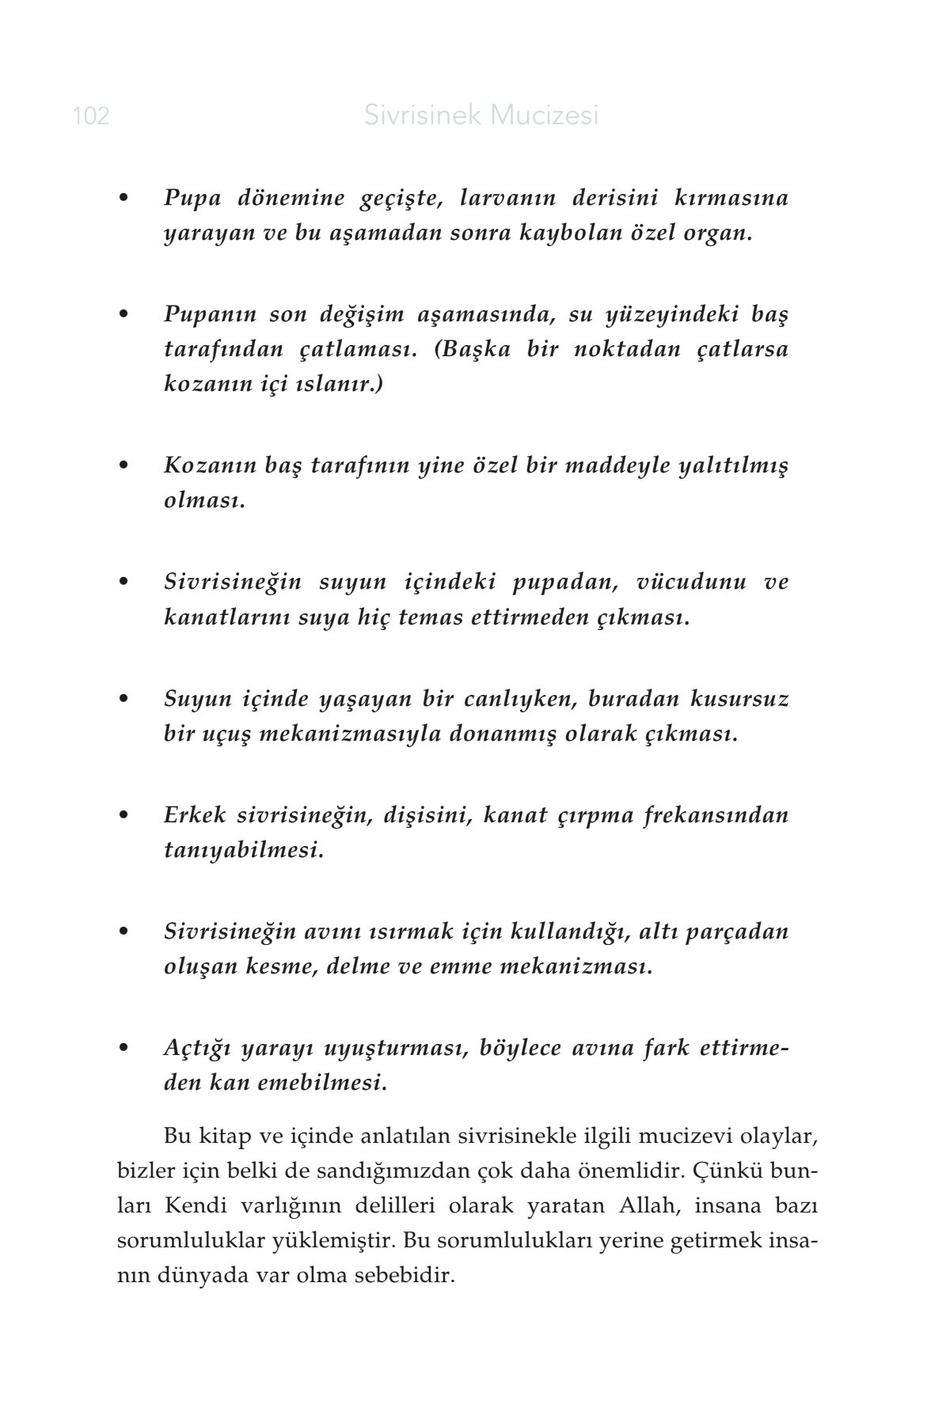 102
Sivrisinek Mucizesi
• Pupa dönemine geçişte, larvanın derisini kırmasına
yarayan ve bu aşamadan sonra kaybolan özel organ.
• Pupanın son değişim aşamasında, su yüzeyindeki baş
tarafından çatlaması. (Başka bir noktadan çatlarsa
kozanın içi ıslanır.)
• Kozanın baş tarafının yine özel bir maddeyle yalıtılmış
olması.
• Sivrisineğin suyun içindeki pupadan, vücudunu ve
kanatlarını suya hiç temas ettirmeden çıkması.
• Suyun içinde yaşayan bir canlıyken, buradan kusursuz
bir uçuş mekanizmasıyla donanmış olarak çıkması.
• Erkek sivrisineğin, dişisini, kanat çırpma frekansından
tanıyabilmesi.
• Sivrisineğin avını ısırmak için kullandığı, altı parçadan
oluşan kesme, delme ve emme mekanizması.
• Açtığı yarayı uyuşturması, böylece avına fark ettirme-
den kan emebilmesi.
Bu kitap ve içinde anlatılan sivrisinekle ilgili mucizevi olaylar,
bizler için belki de sandığımızdan çok daha önemlidir. Çünkü bun-
ları Kendi varlığının delilleri olarak yaratan Allah, insana bazı
sorumluluklar yüklemiştir. Bu sorumlulukları yerine getirmek insa-
nın dünyada var olma sebebidir.